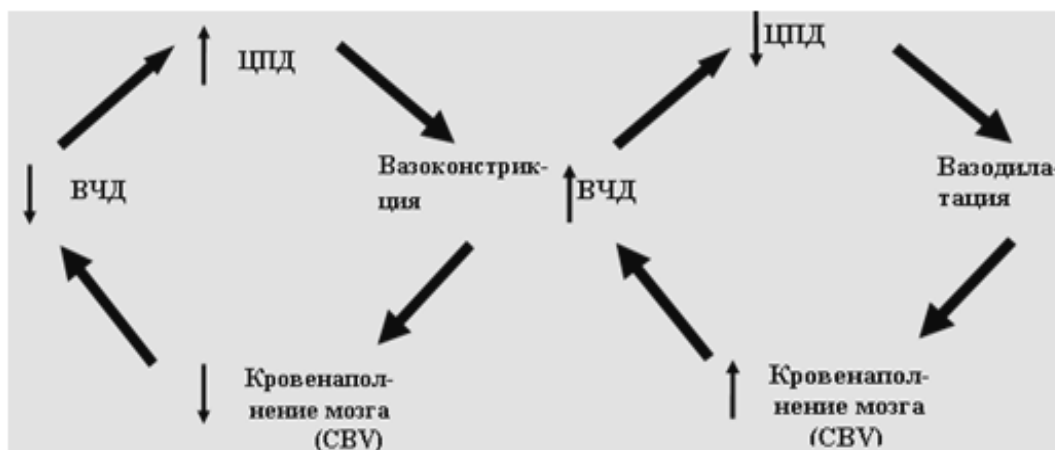 ЦПД
Вазоконстрик-
ция
Кровенапол-
нение мозга
(CBV)
ВЧД
ЦПД
Вазодила-
тация
Кровенапол-
нение мозга
(CBV)
ВЧД